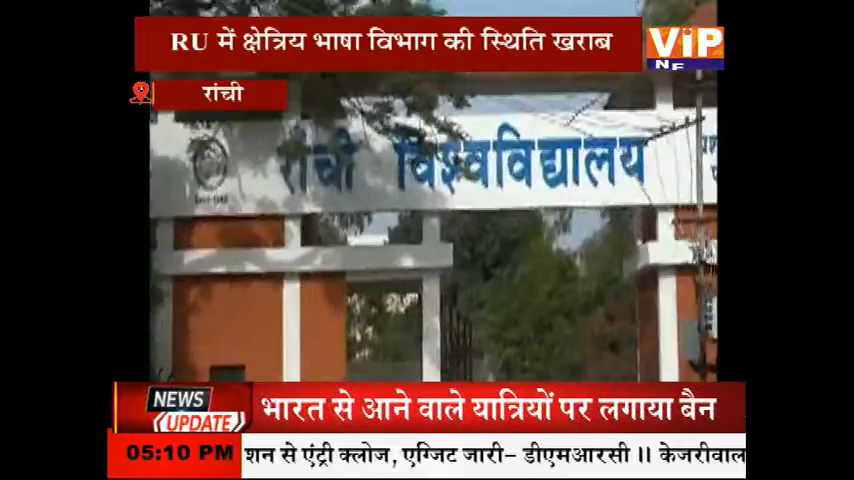 RU में क्षेत्रिय भाषा विभाग की स्थिति खराब
ViP
रांची
राँची विश्वविद्यालय
NEWS
UPDATE
भारत से आने वाले यात्रियों पर लगाया बैन
05:10 PM
शन से एंट्री क्लोज, एग्जिट जारी- डीएमआरसी ॥ केजरीवाल